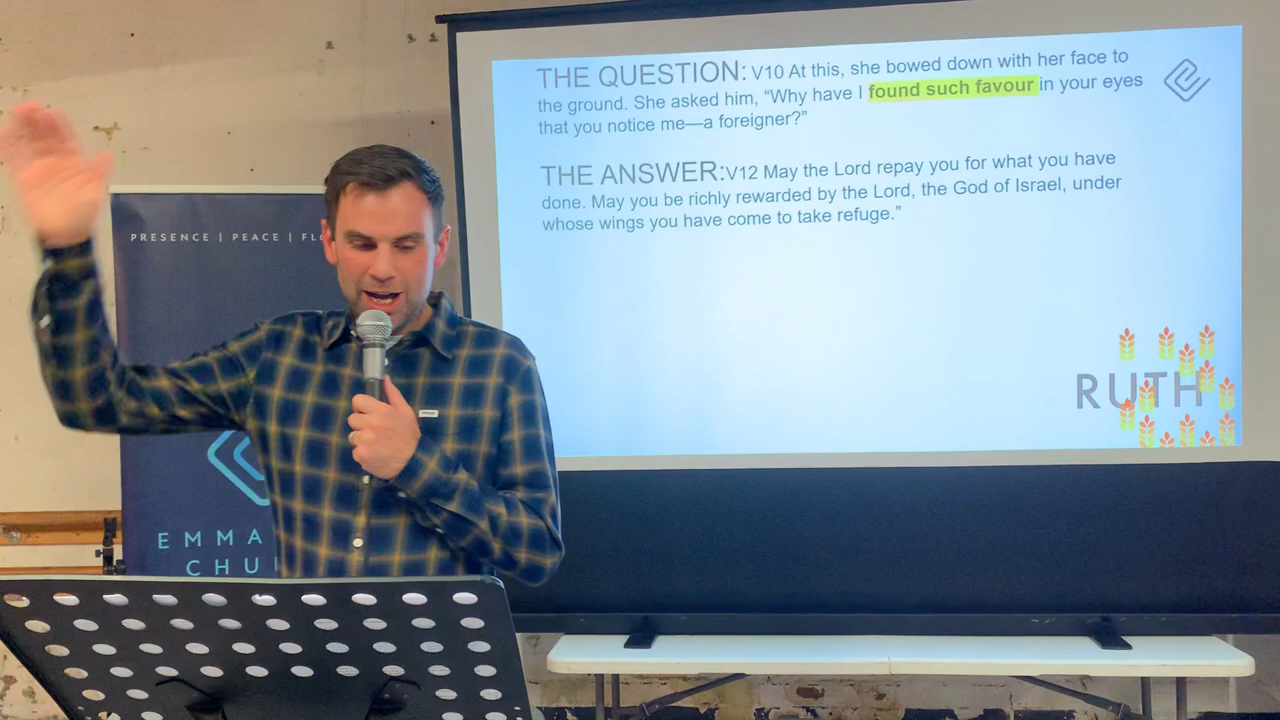 THE QUESTION: V10 At this, she bowed down with her face to
the ground. She asked him, “Why have I found such favour in your eyes
that you notice me—a foreigner?”
THE ANSWER:V12 May the Lord repay you for what you have
done. May you be richly rewarded by the Lord, the God of Israel, under
whose wings you have come to take refuge.”
RUTH
PRESENCE | PEACE | FL
EMMA
CHU